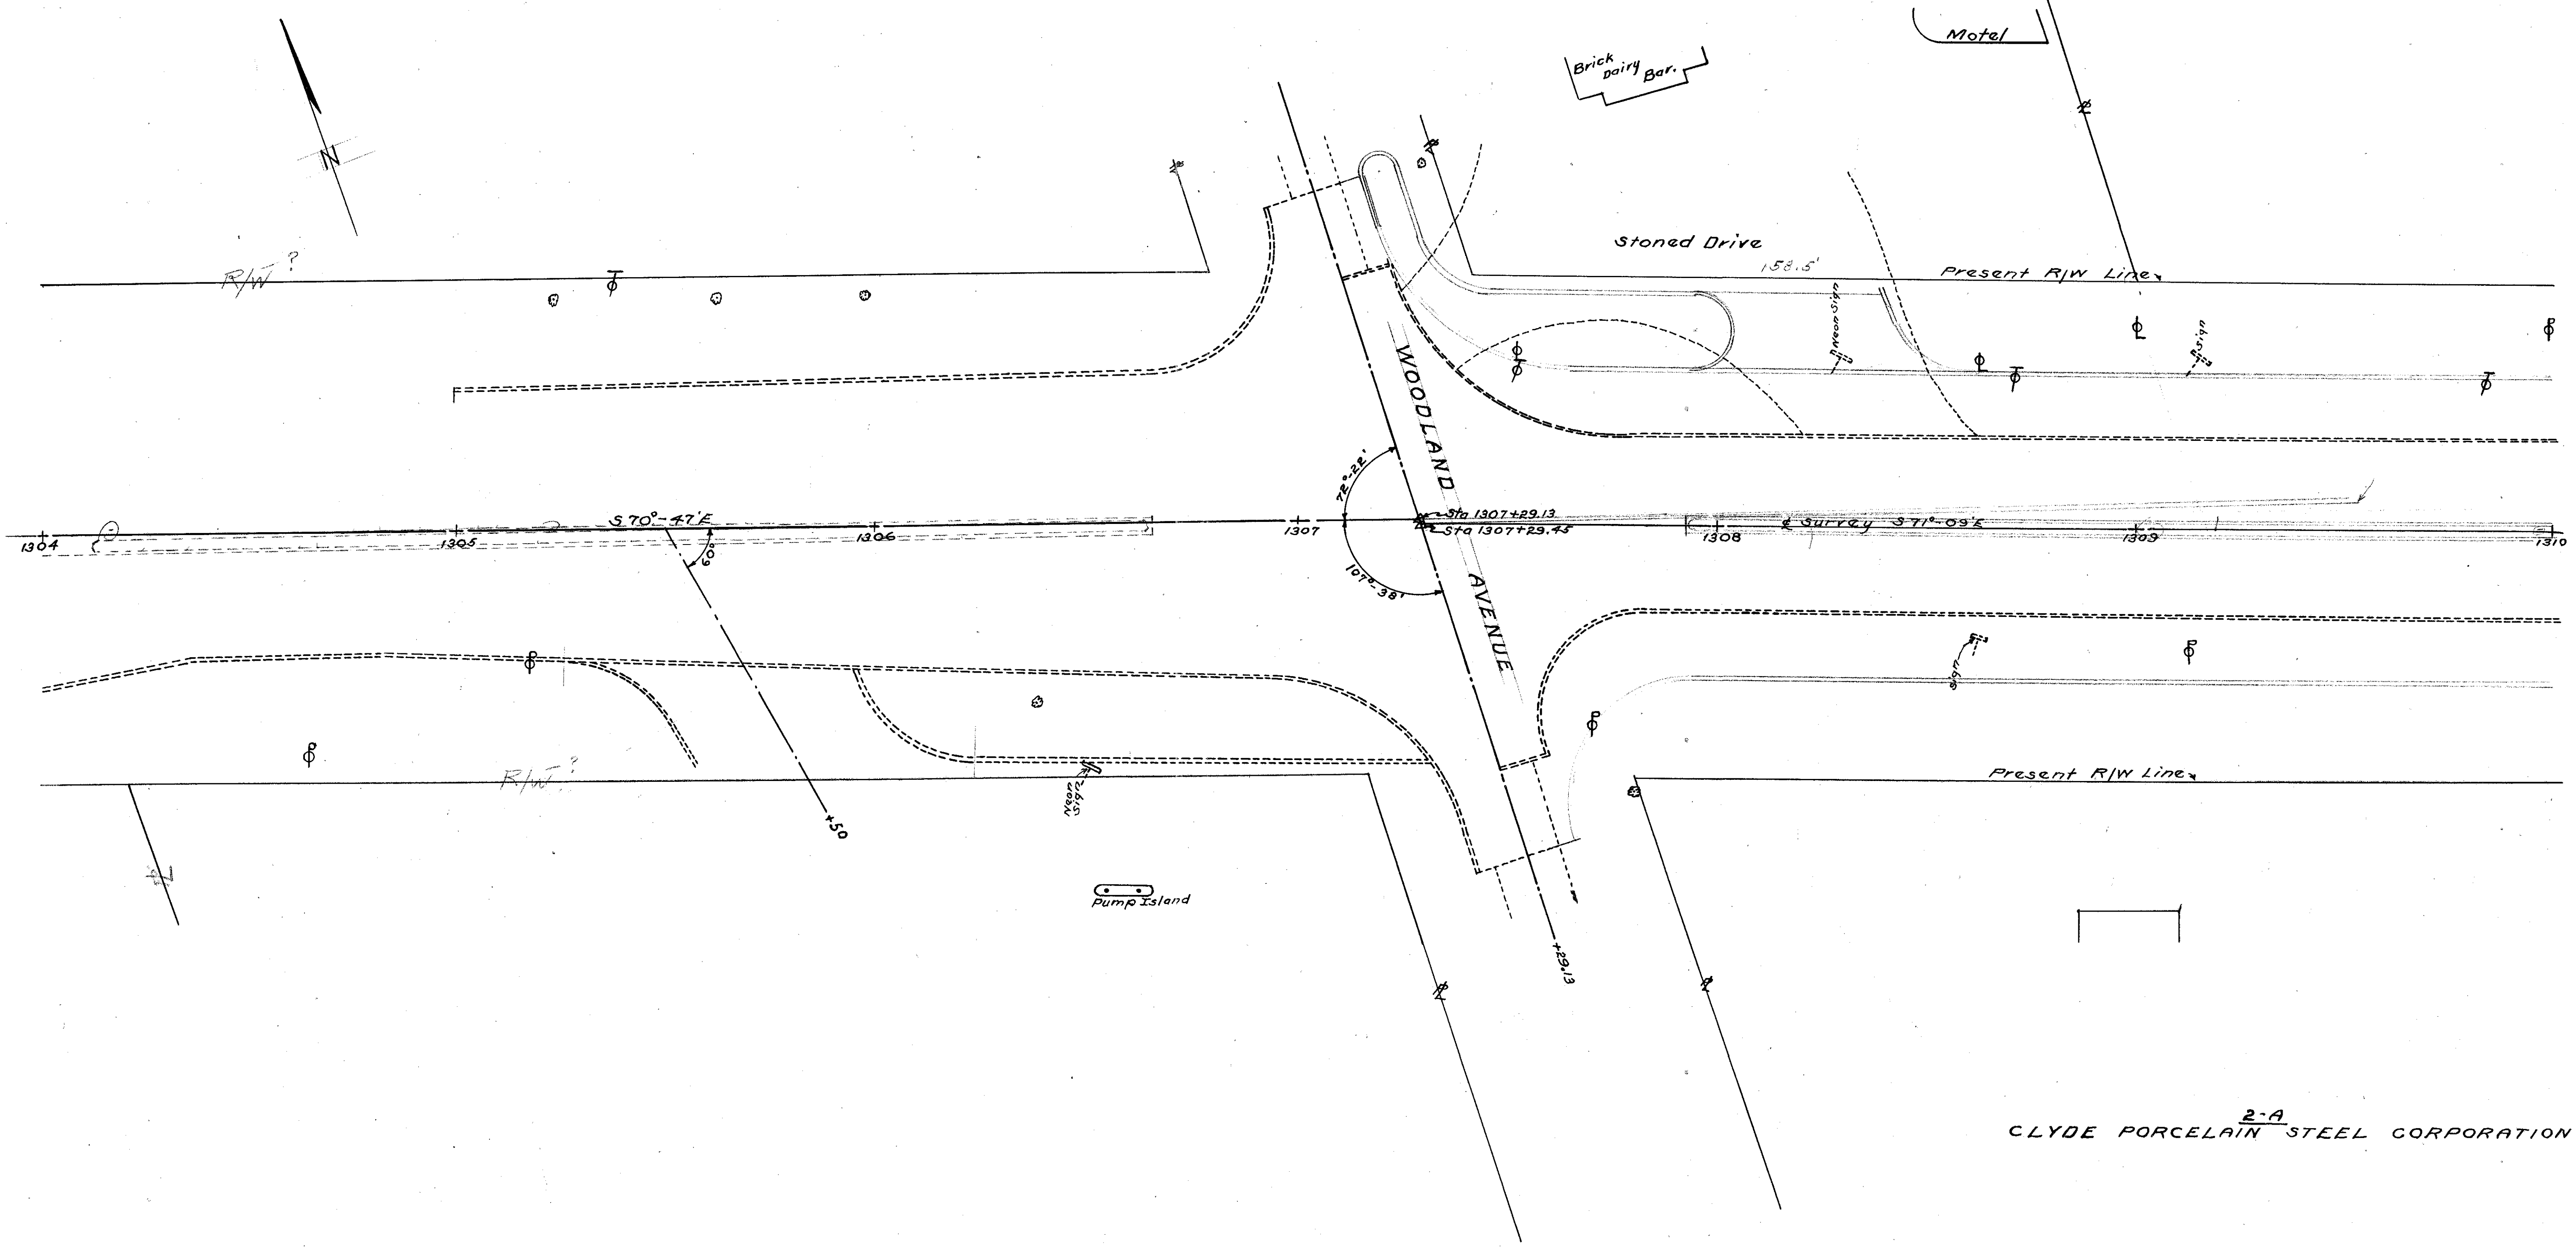 Motel
Brick
Dairy Bar.
N
Stoned Drive
158.5'
R/W ?
Present R/W Line
Neon Sign
Sign
WOODLAND AVENUE
72°-22'
S 70°-47'E
Sta 1307+29.13
Sta 1307+29.45
℄ Survey S 71°-09'E
1304
1305
1306
1307
1308
1309
1310
60°
107°-38'
Sign
R/W ?
Neon
Sign
Present R/W Line
+50
Pump Island
+29.13
2-A
CLYDE PORCELAIN STEEL CORPORATION